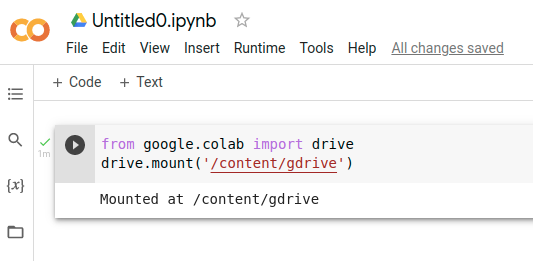 Untitled0.ipynb
File Edit View Insert Runtime Tools Help All changes saved
+ Code + Text
from google.colab import drive
1m
drive.mount('/content/gdrive')
{x}
Mounted at /content/gdrive